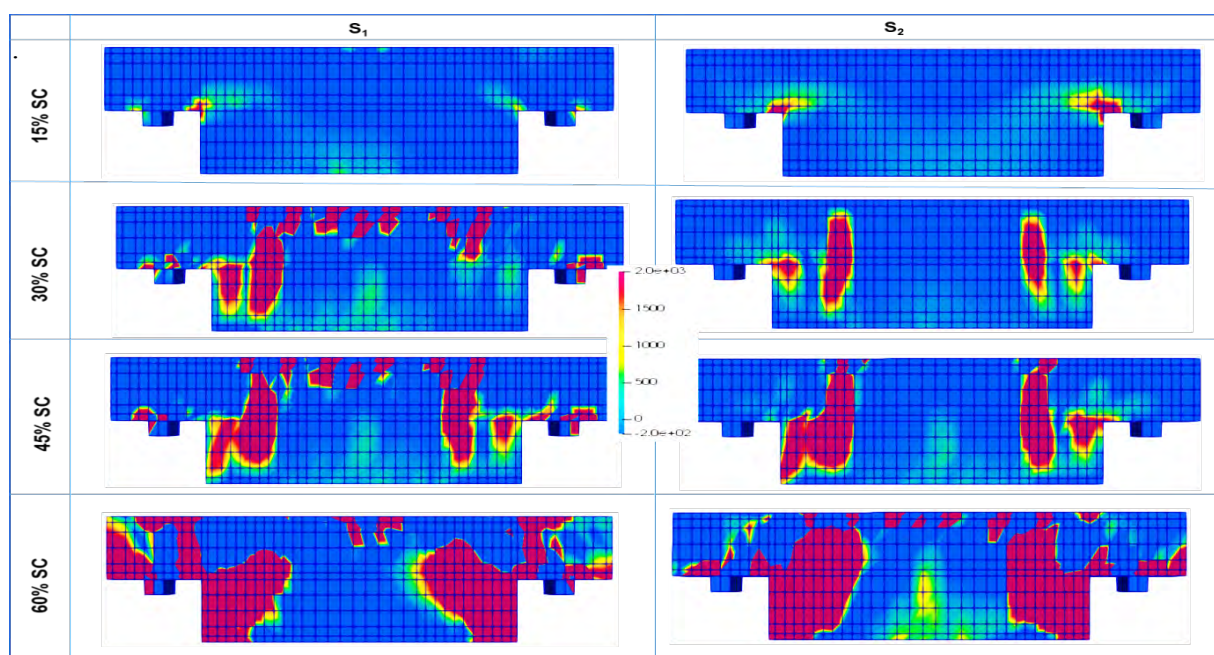 S₁
S₂
15% SC
30% SC
2.0e+03
1500
1000
500
0
-2.0e+02
45% SC
60% SC